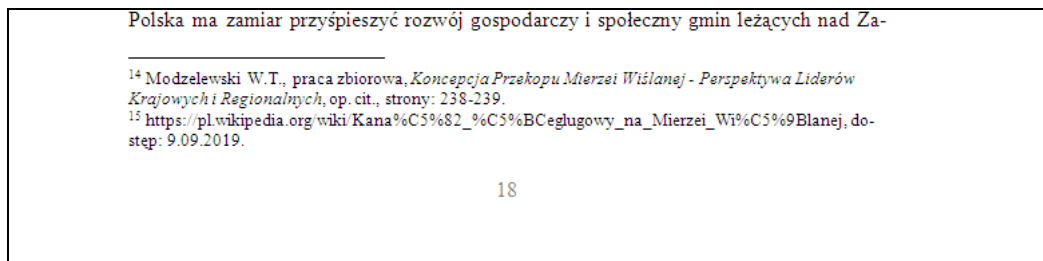 Polska ma zamiar przyśpieszyć rozwój gospodarczy i społeczny gmin leżących nad Za-
14 Modzelewski W.T., praca zbiorowa, Koncepcja Przekopu Mierzei Wiślanej - Perspektywa Liderów
Krajowych i Regionalnych, op. cit., strony: 238-239.
15 https://pl.wikipedia.org/wiki/Kana%C5%82_%C5%BCeglugowy_na_Mierzei_Wi%C5%9Blanej, do-
stęp: 9.09.2019.
18